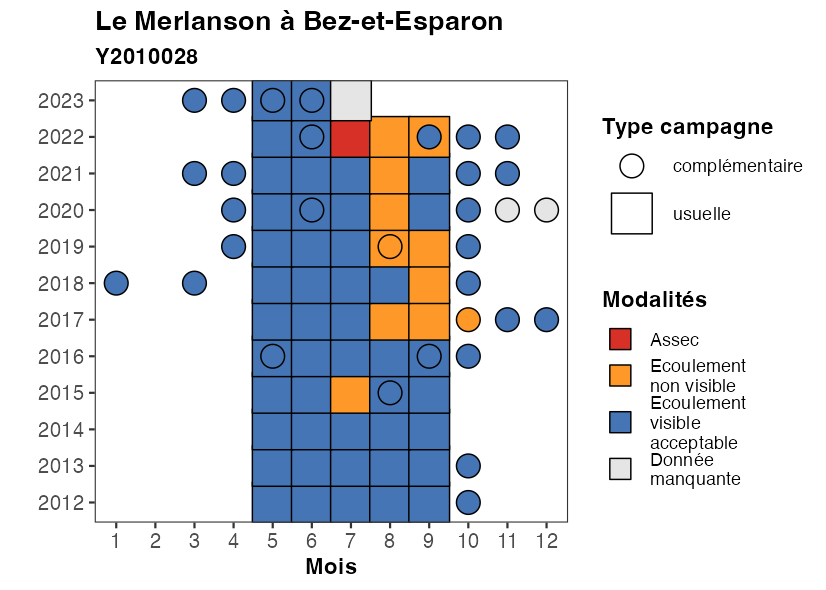 Le Merlanson à Bez-et-Esparon
Y2010028
2023
2022
2021
2020
2019
2018
2017
2016
2015
2014
2013
2012
1 2 3 4 5 6 7 8 9 10 11 12
Mois
Type campagne
complémentaire
usuelle
Modalités
Assec
Ecoulement
non visible
Ecoulement
visible
acceptable
Donnée
manquante